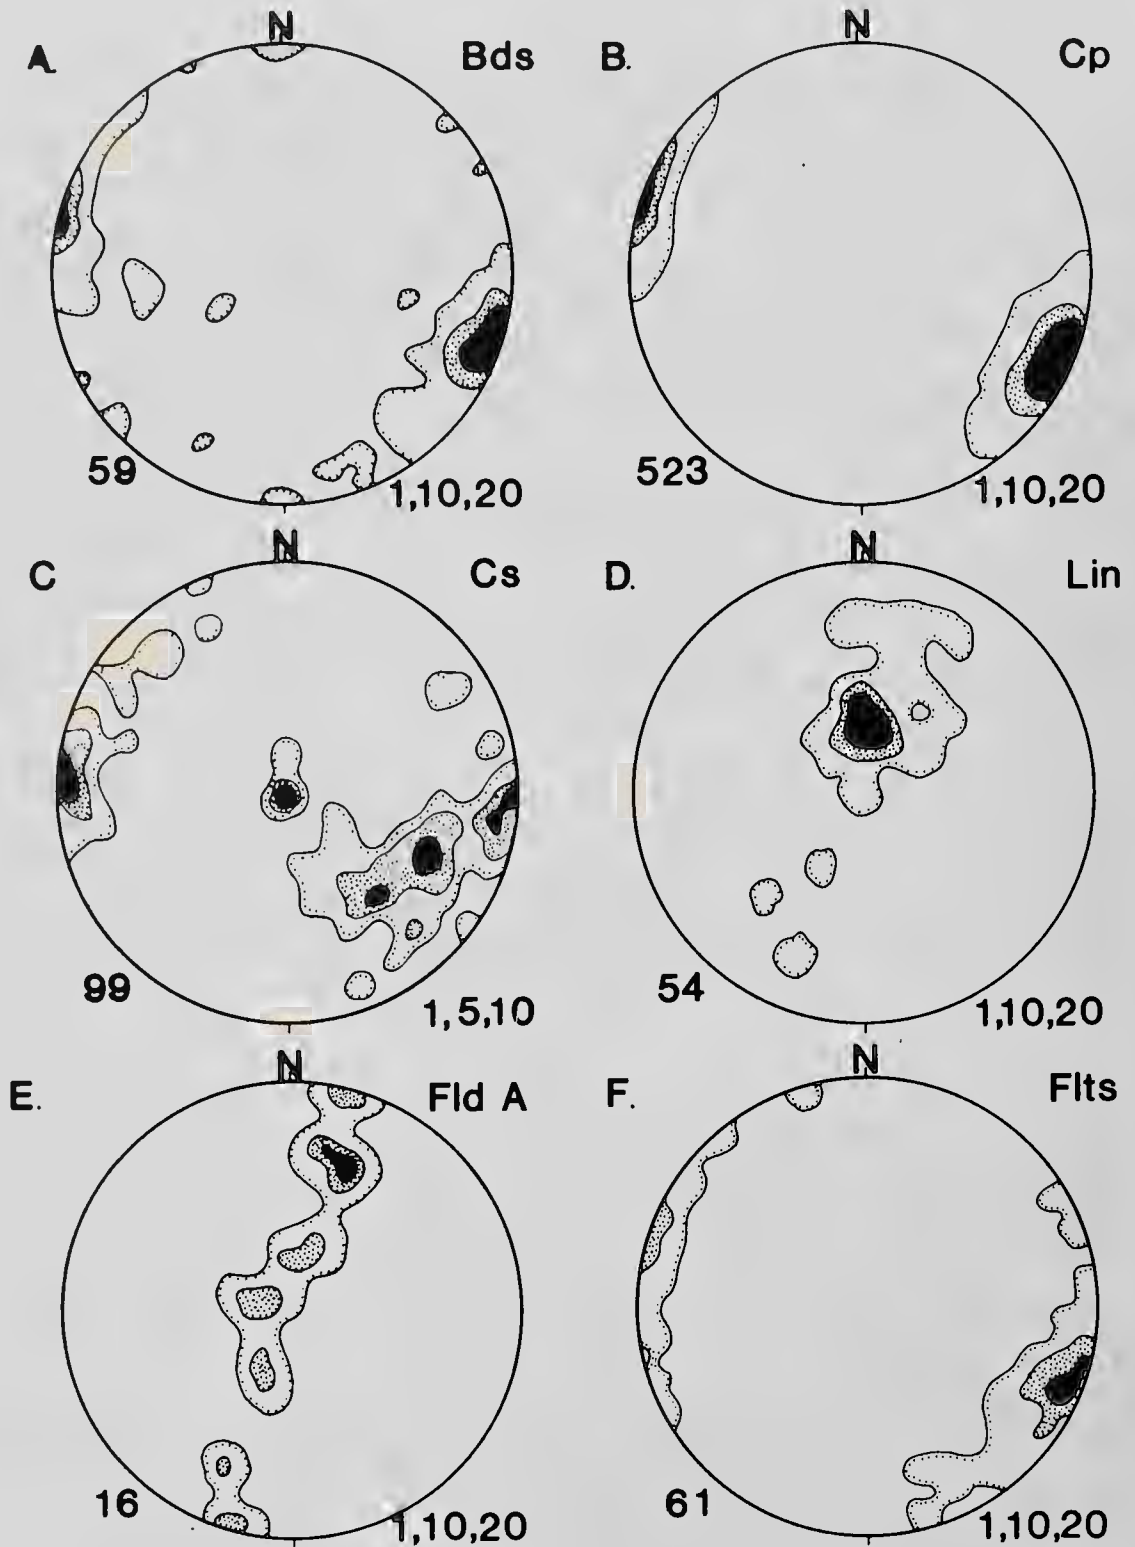 A. N Bds
59 1,10,20
B. N Cp
523 1,10,20
C N Cs
99 1,5,10
D. N Lin
54 1,10,20
E. N Fld A
16 1,10,20
F. N Flts
61 1,10,20